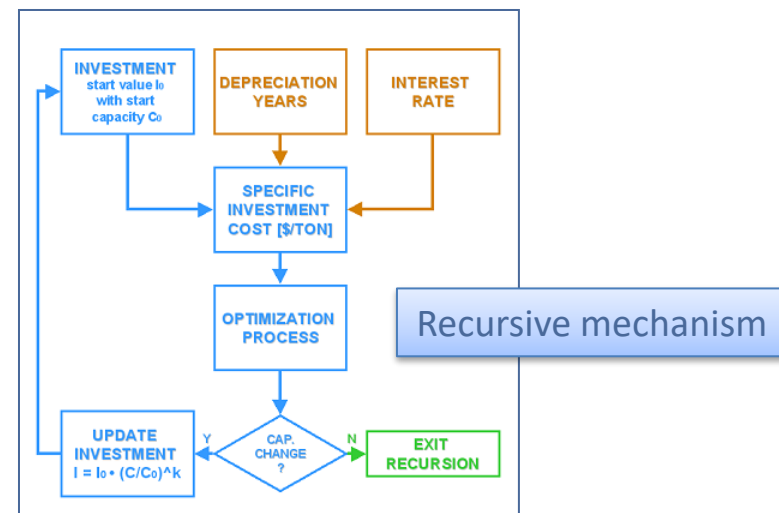 INVESTMENT
start value I₀
with start
capacity C₀
DEPRECIATION
YEARS
INTEREST
RATE
SPECIFIC
INVESTMENT
COST [$/TON]
OPTIMIZATION
PROCESS
Recursive mechanism
UPDATE
INVESTMENT
I = I₀ • (C/C₀)^k
Y
CAP.
CHANGE
?
N
EXIT
RECURSION